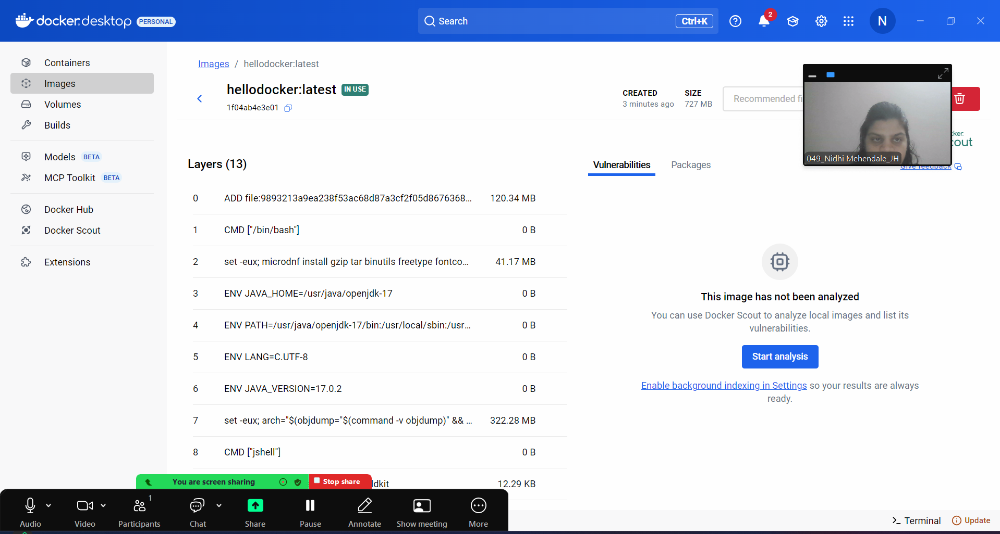 docker.desktop PERSONAL
Search Ctrl+K
2
N
Containers
Images
Volumes
Builds
Models BETA
MCP Toolkit BETA
Docker Hub
Docker Scout
Extensions
Images / hellodocker:latest
hellodocker:latest IN USE
1f04ab4e3e01
CREATED
3 minutes ago
SIZE
727 MB
Recommended fi
cker:
cout
Give feedback
049_Nidhi Mehendale_JH
Layers (13)
0 ADD file:9893213a9ea238f53ac68d87a3cf2f05d8676368... 120.34 MB
1 CMD ["/bin/bash"] 0 B
2 set -eux; microdnf install gzip tar binutils freetype fontco... 41.17 MB
3 ENV JAVA_HOME=/usr/java/openjdk-17 0 B
4 ENV PATH=/usr/java/openjdk-17/bin:/usr/local/sbin:/usr... 0 B
5 ENV LANG=C.UTF-8 0 B
6 ENV JAVA_VERSION=17.0.2 0 B
7 set -eux; arch="$(objdump="$(command -v objdump)" && ... 322.28 MB
8 CMD ["jshell"] 0 B
ldkit 12.29 KB
Vulnerabilities Packages
This image has not been analyzed
You can use Docker Scout to analyze local images and list its
vulnerabilities.
Start analysis
Enable background indexing in Settings so your results are always
ready.
You are screen sharing Stop share
Audio
Video
Participants 1
Chat
Share
Pause
Annotate
Show meeting
More
Terminal
Update